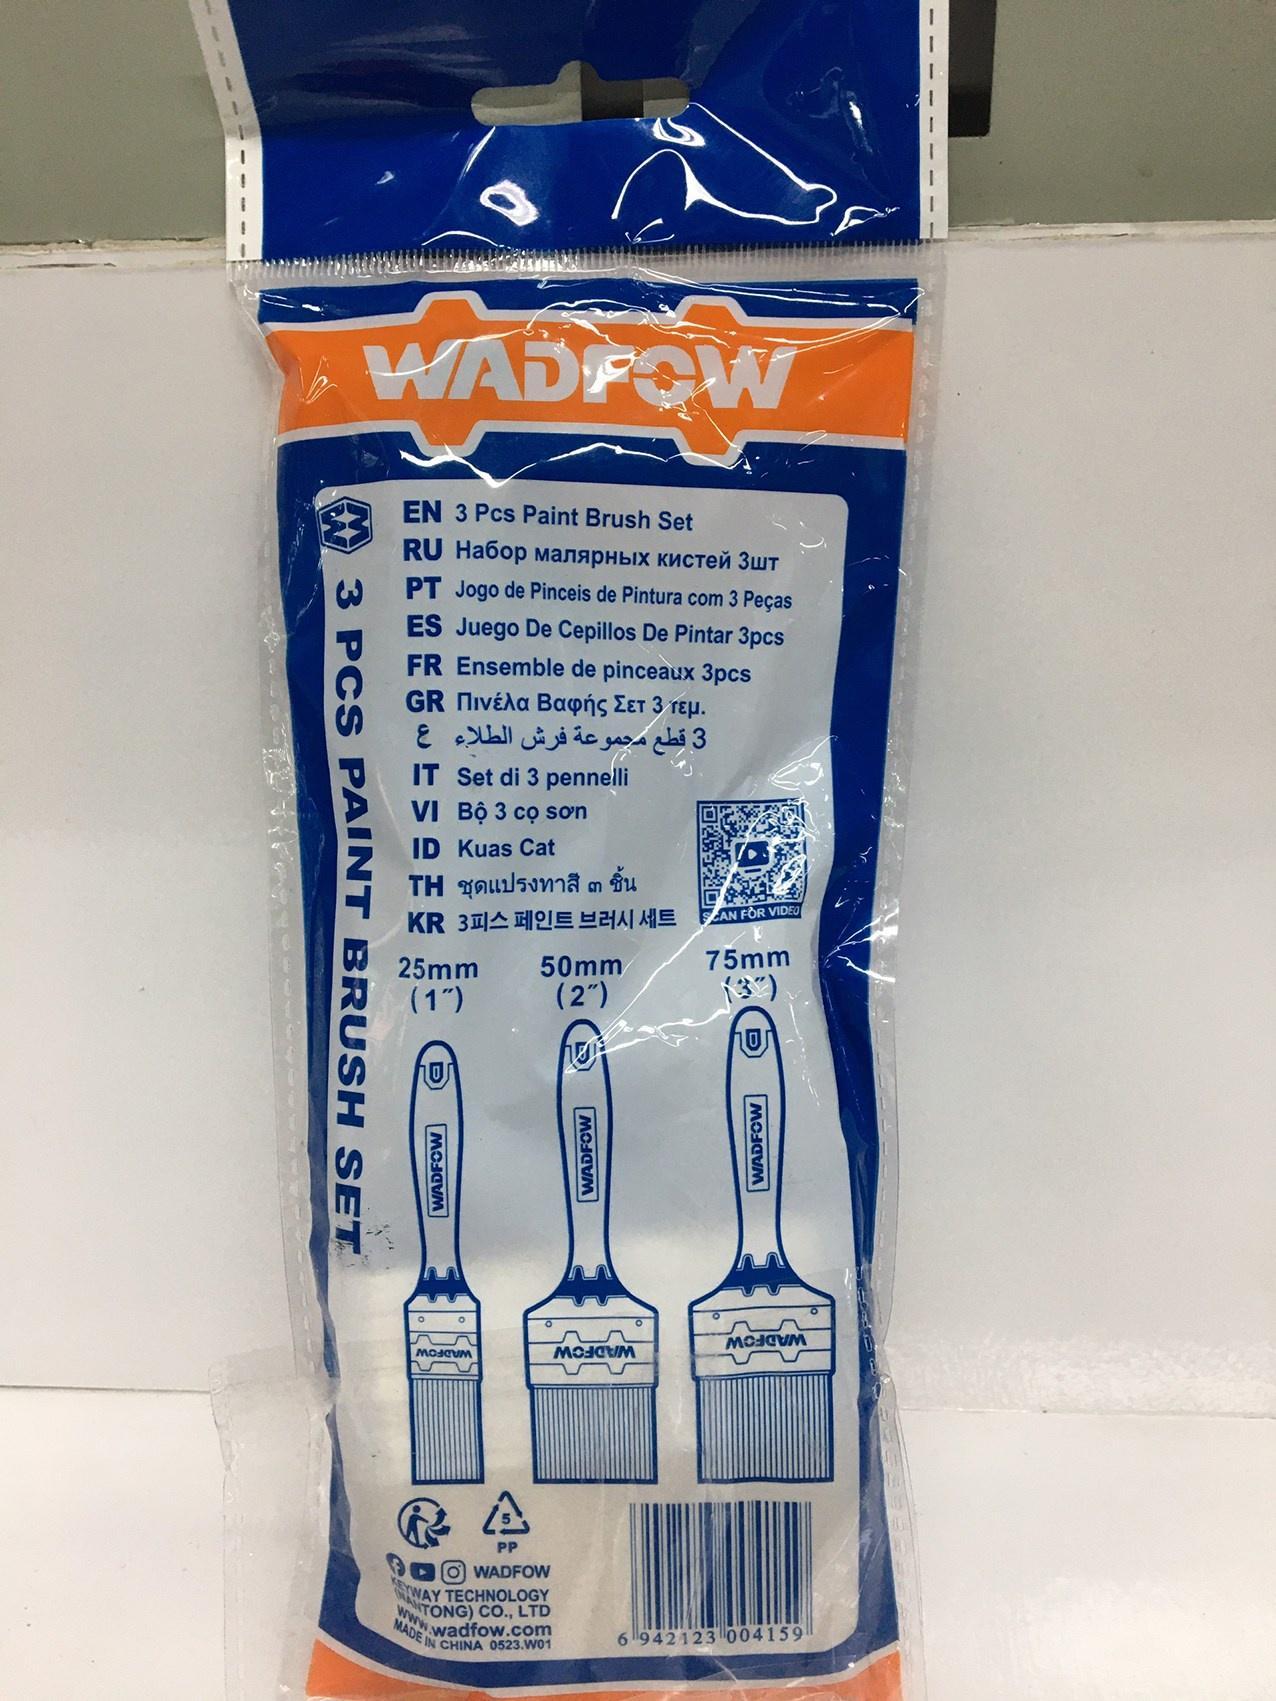 WADFOW
3 PCS PAINT BRUSH SET
EN 3 Pcs Paint Brush Set
RU Набор малярных кистей 3шт
PT Jogo de Pinceis de Pintura com 3 Peças
ES Juego De Cepillos De Pintar 3pcs
FR Ensemble de pinceaux 3pcs
GR Πινέλα Βαφής Σετ 3 τεμ.
ع 3 قطع مجموعة فرش الطلاء
IT Set di 3 pennelli
VI Bộ 3 cọ sơn
ID Kuas Cat
TH ชุดแปรงทาสี ๓ ชิ้น
KR 3피스 페인트 브러시 세트
SCAN FOR VIDEO
25mm 50mm 75mm
(1″) (2″) (3″)
WADFOW WADFOW WADFOW
WADFOW WADFOW WADFOW
5
PP
WADFOW
KEYWAY TECHNOLOGY
(NANTONG) CO., LTD
www.wadfow.com
MADE IN CHINA 0523.W01
6 942123 004159